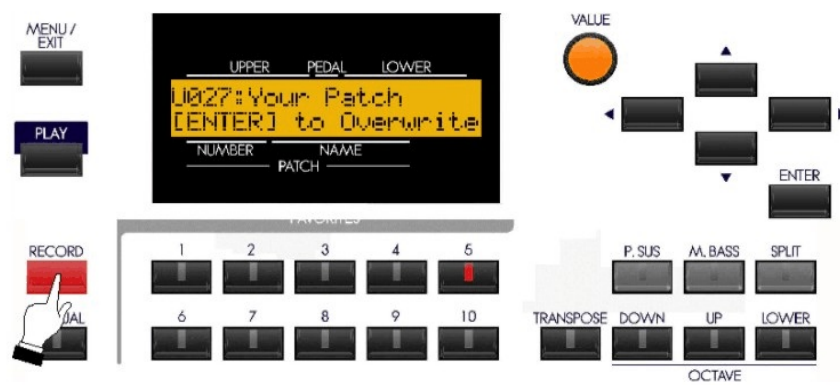 MENU /
EXIT
VALUE
UPPER PEDAL LOWER
U027:Your Patch
[ENTER] to Overwrite
NUMBER NAME
PATCH
PLAY
ENTER
FAVORITES
RECORD
1 2 3 4 5
P. SUS M. BASS SPLIT
6 7 8 9 10
TRANSPOSE DOWN UP LOWER
OCTAVE